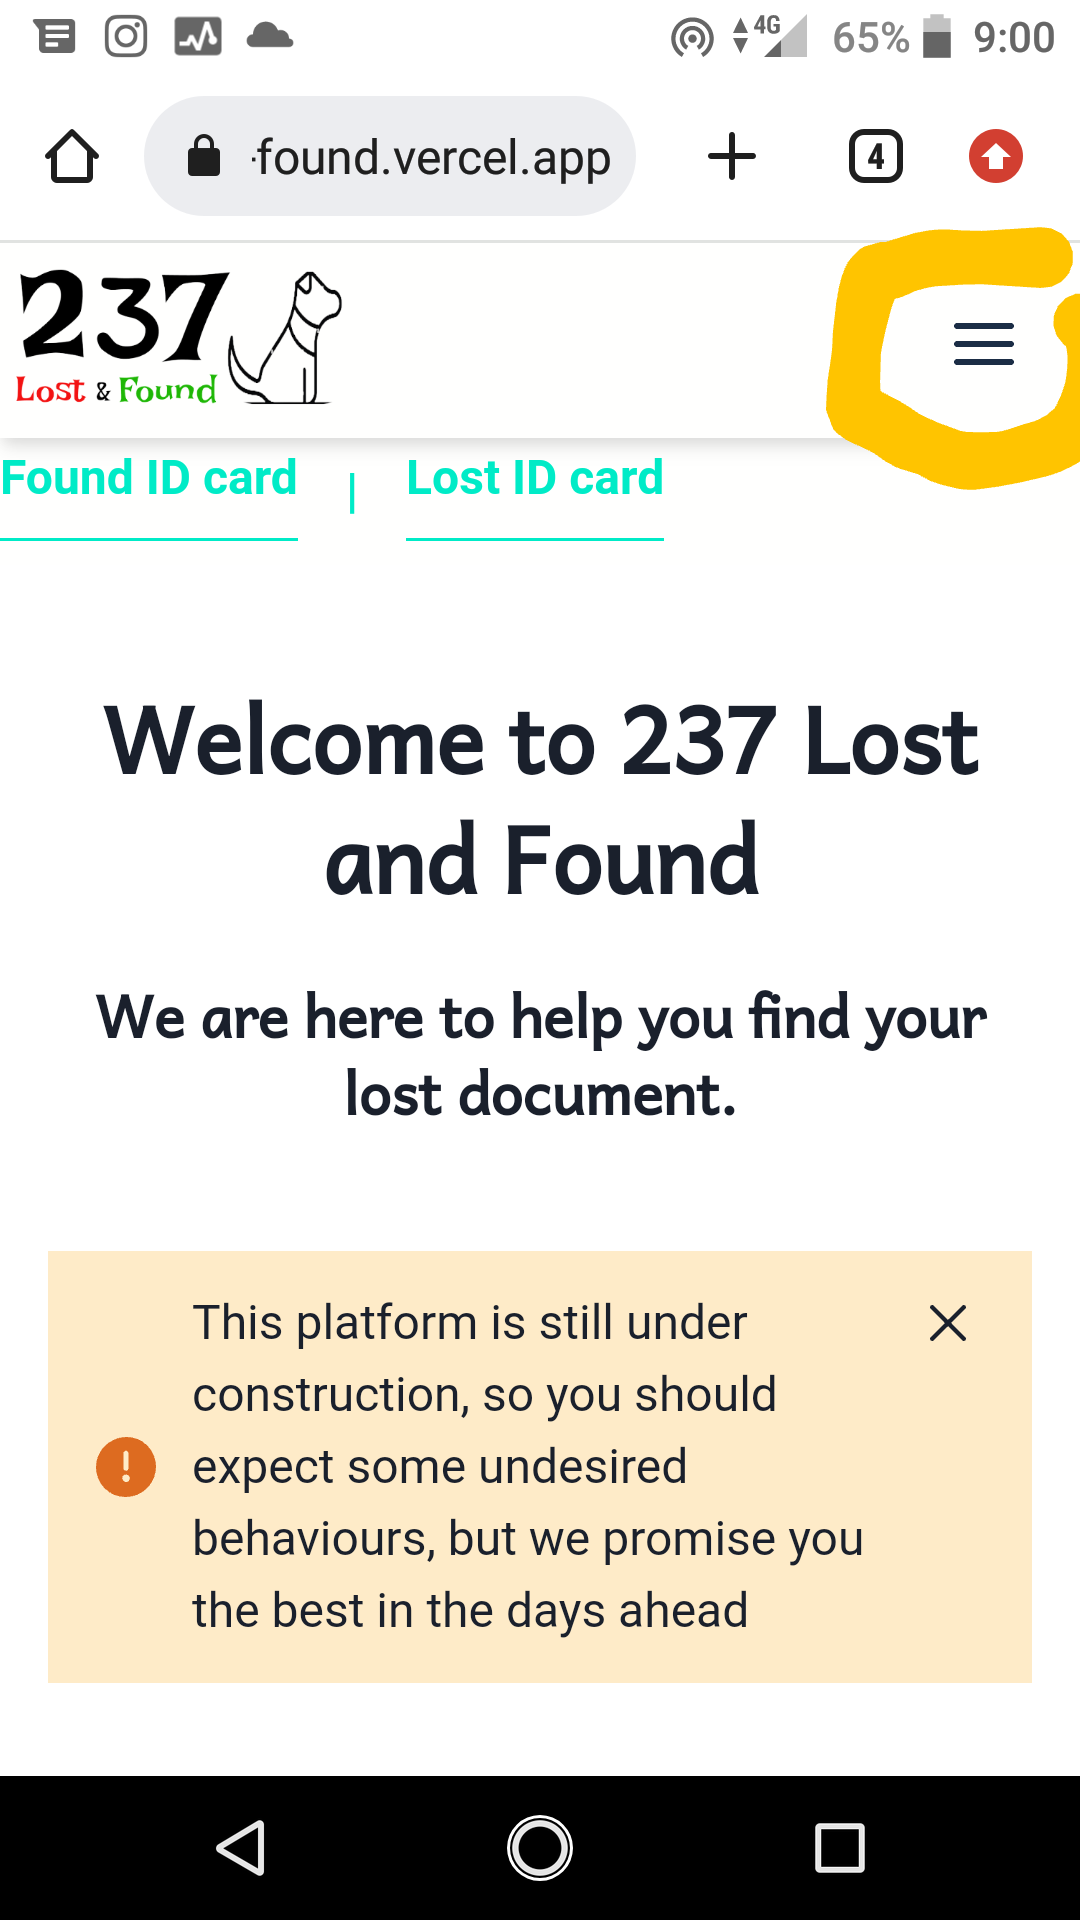 4G 65% 9:00
-found.vercel.app 4
237
Lost & Found
Found ID card | Lost ID card
Welcome to 237 Lost
and Found
We are here to help you find your
lost document.
This platform is still under
construction, so you should
expect some undesired
behaviours, but we promise you
the best in the days ahead